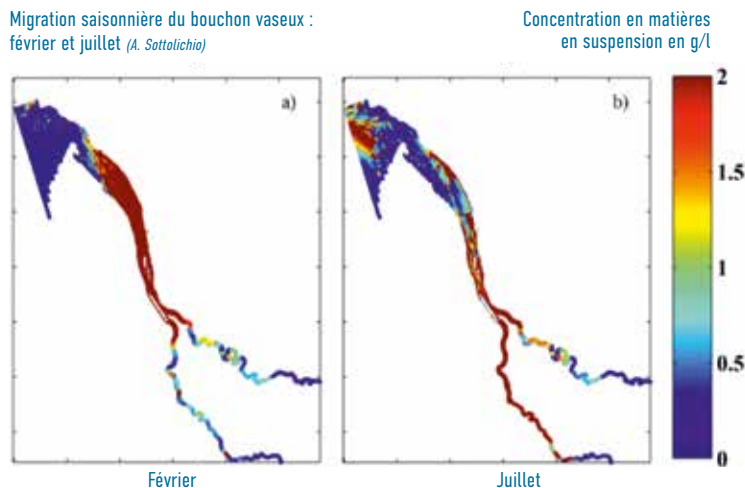 Migration saisonnière du bouchon vaseux :
février et juillet (A. Sottolichio)
Concentration en matières
en suspension en g/l
a)
b)
2
1.5
1
0.5
0
Février
Juillet